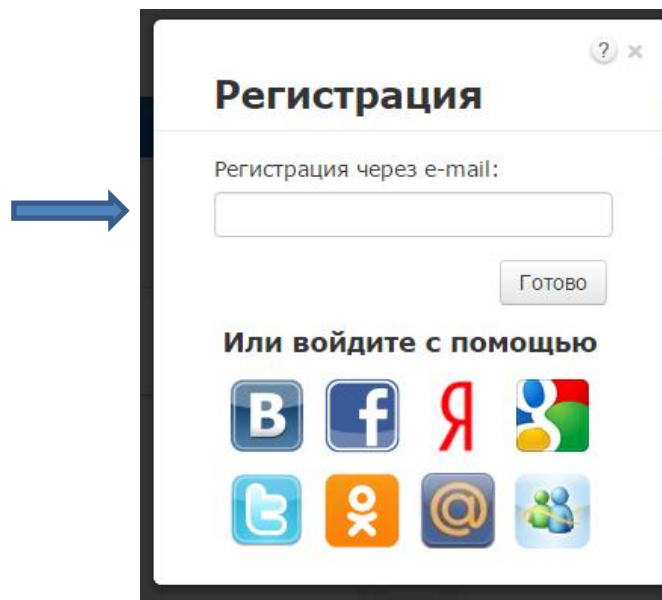 ?
Регистрация
Регистрация через e-mail:
Готово
Или войдите с помощью